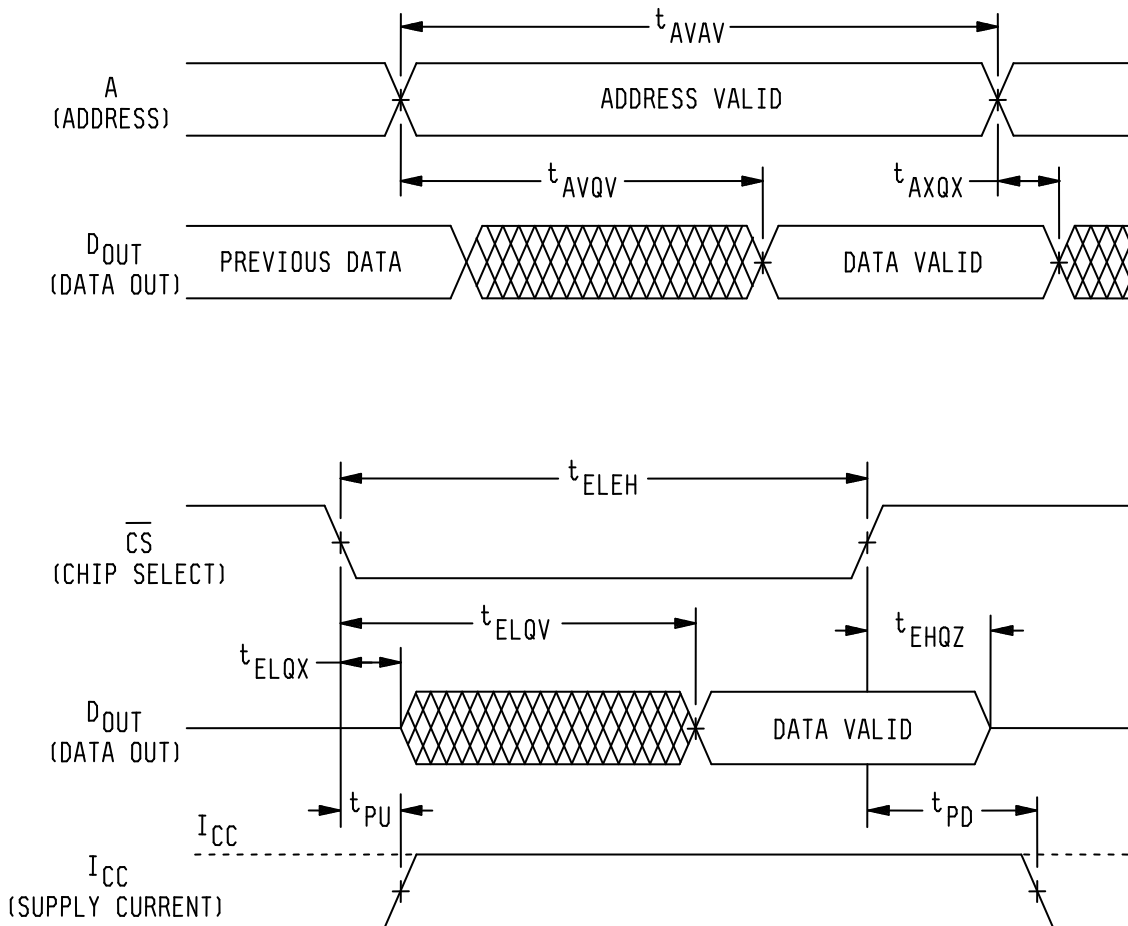 tAVAV
A
(ADDRESS)
ADDRESS VALID
tAVQV
tAXQX
DOUT
(DATA OUT)
PREVIOUS DATA
DATA VALID
tELEH
CS
(CHIP SELECT)
tELQV
tEHQZ
tELQX
DOUT
(DATA OUT)
DATA VALID
tPU
tPD
ICC
ICC
(SUPPLY CURRENT)